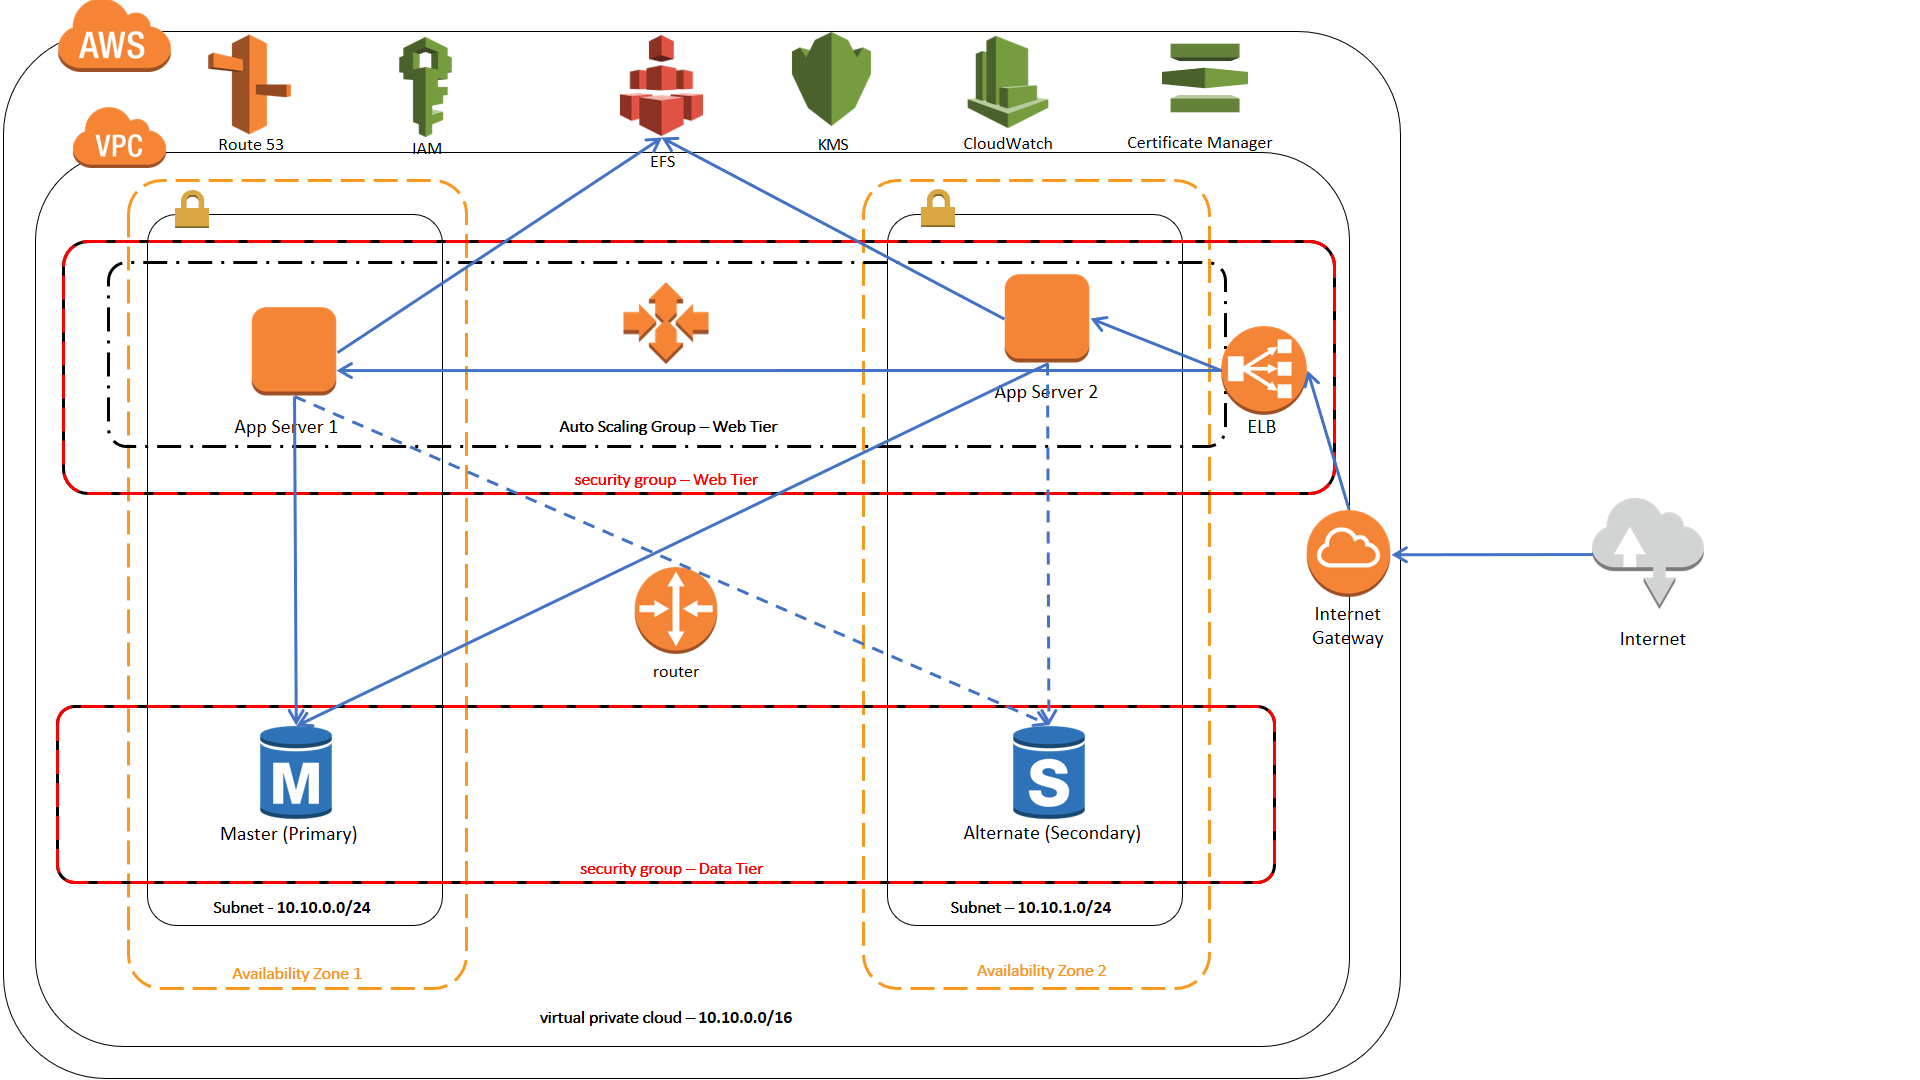 AWS
VPC
Route 53
IAM
EFS
KMS
CloudWatch
Certificate Manager
App Server 1
Auto Scaling Group – Web Tier
App Server 2
ELB
security group – Web Tier
Internet
Gateway
Internet
router
M
S
Master (Primary)
Alternate (Secondary)
security group – Data Tier
Subnet - 10.10.0.0/24
Subnet – 10.10.1.0/24
Availability Zone 1
Availability Zone 2
virtual private cloud – 10.10.0.0/16